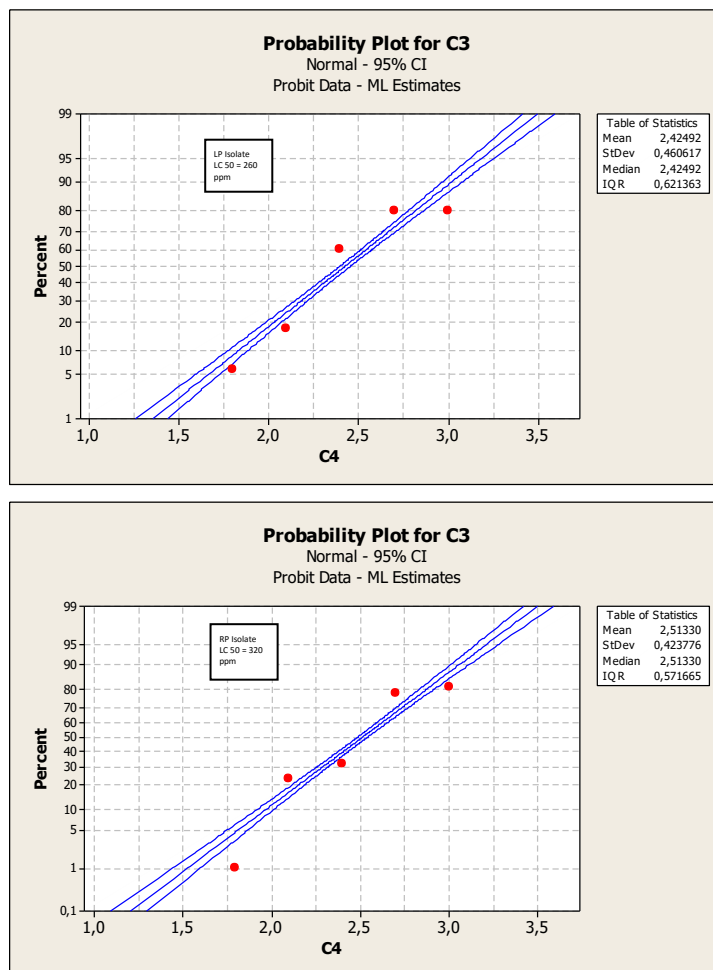 Probability Plot for C3
Normal - 95% CI
Probit Data - ML Estimates
99
95
90
80
70
60
50
40
30
20
10
5
1
Percent
LP Isolate
LC 50 = 260
ppm
1,0 1,5 2,0 2,5 3,0 3,5
C4
Table of Statistics
Mean 2,42492
StDev 0,460617
Median 2,42492
IQR 0,621363
Probability Plot for C3
Normal - 95% CI
Probit Data - ML Estimates
99
95
90
80
70
60
50
40
30
20
10
5
1
0,1
Percent
RP Isolate
LC 50 = 320
ppm
1,0 1,5 2,0 2,5 3,0 3,5
C4
Table of Statistics
Mean 2,51330
StDev 0,423776
Median 2,51330
IQR 0,571665